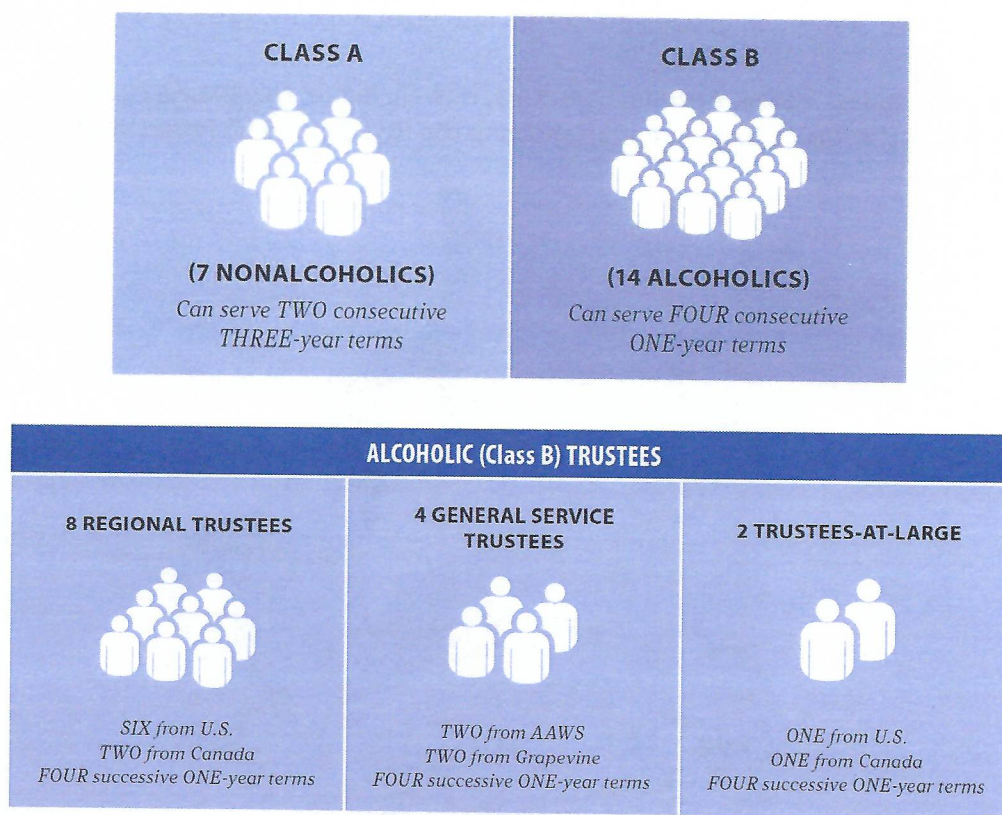 CLASS A
(7 NONALCOHOLICS)
Can serve TWO consecutive
THREE-year terms
CLASS B
(14 ALCOHOLICS)
Can serve FOUR consecutive
ONE-year terms
ALCOHOLIC (Class B) TRUSTEES
8 REGIONAL TRUSTEES
SIX from U.S.
TWO from Canada
FOUR successive ONE-year terms
4 GENERAL SERVICE
TRUSTEES
TWO from AAWS
TWO from Grapevine
FOUR successive ONE-year terms
2 TRUSTEES-AT-LARGE
ONE from U.S.
ONE from Canada
FOUR successive ONE-year terms